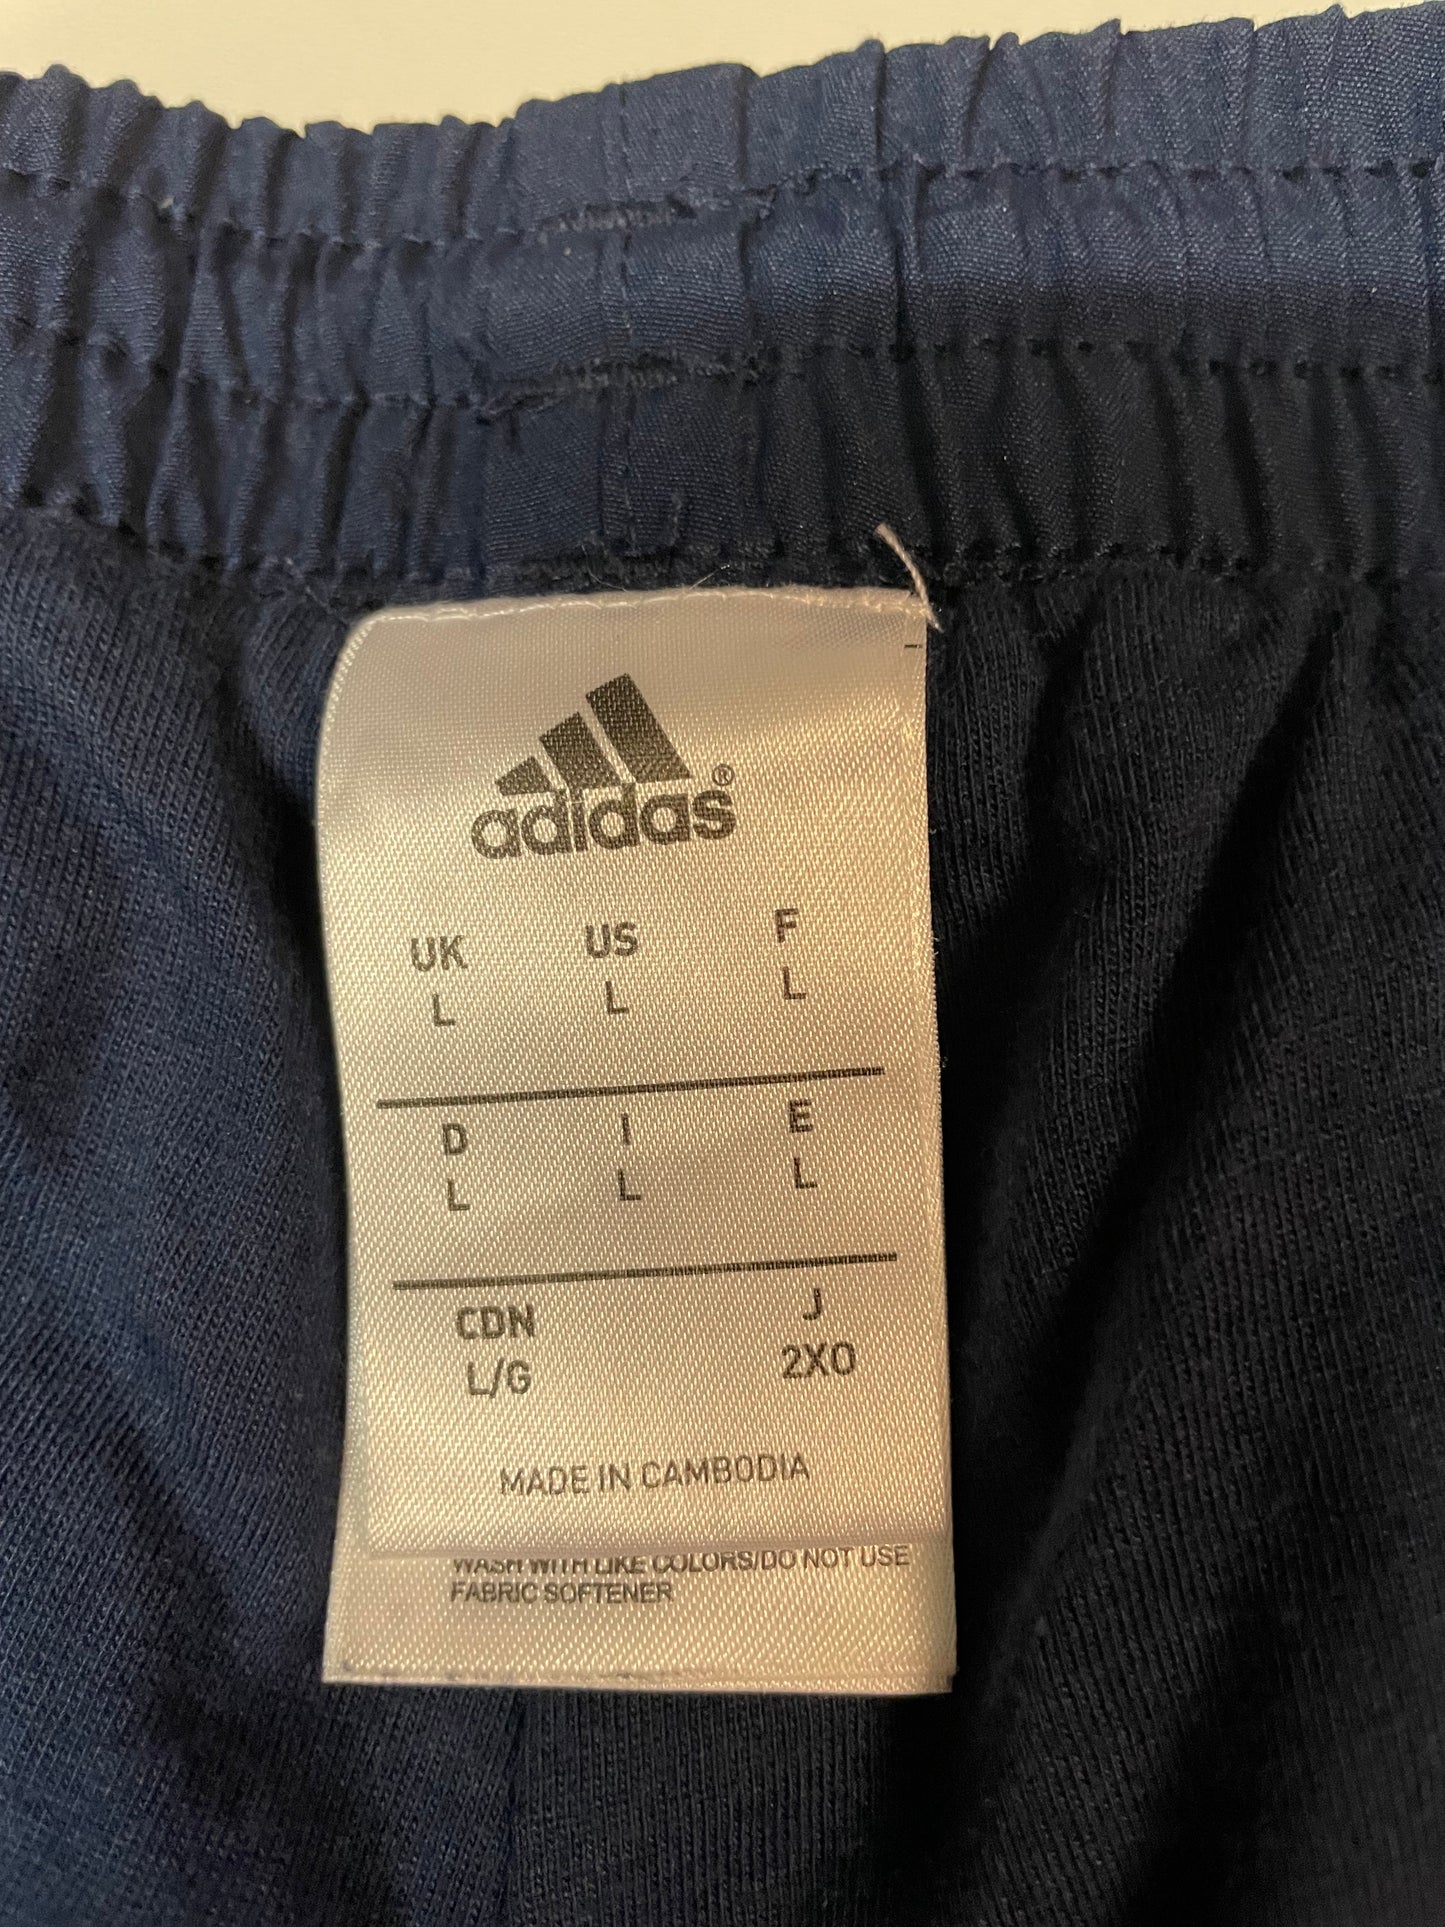 adidas®
UK US F
L L L
D I E
L L L
CDN J
L/G 2XO
MADE IN CAMBODIA
WASH WITH LIKE COLORS/DO NOT USE
FABRIC SOFTENER